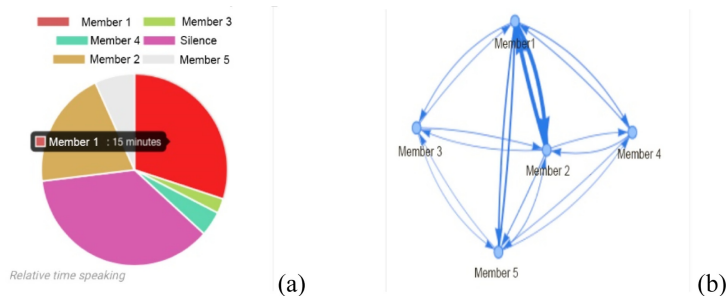 Member 1 Member 3
Member 4 Silence
Member 2 Member 5
Member 1 : 15 minutes
Relative time speaking
(a)
Member1
Member 3
Member 2
Member 4
Member 5
(b)